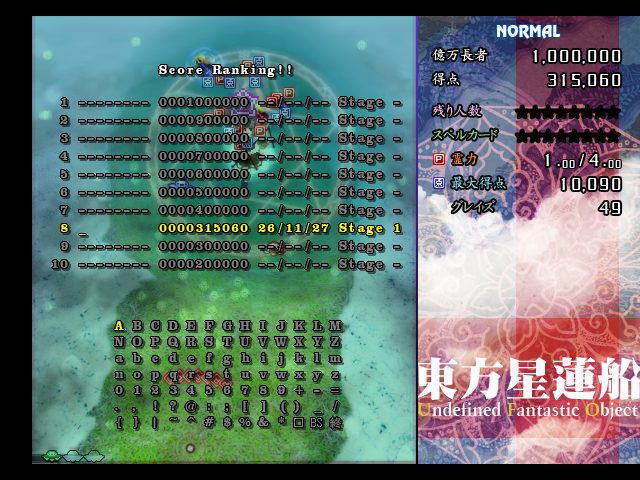 Score Ranking!!
1 -------- 0001000000 --/--/-- Stage -
2 -------- 0000900000 --/--/-- Stage -
3 -------- 0000800000 --/--/-- Stage -
4 -------- 0000700000 --/--/-- Stage -
5 -------- 0000600000 --/--/-- Stage -
6 -------- 0000500000 --/--/-- Stage -
7 -------- 0000400000 --/--/-- Stage -
8 _ 0000315060 26/11/27 Stage 1
9 -------- 0000300000 --/--/-- Stage -
10 -------- 0000200000 --/--/-- Stage -
A B C D E F G H I J K L M
N O P Q R S T U V W X Y Z
a b c d e f g h i j k l m
n o p q r s t u v w x y z
0 1 2 3 4 5 6 7 8 9 + - =
. , ! ? @ : ; [ ] ( ) _ /
{ } | ~ ^ # $ % & * □ BS 終
NORMAL
億万長者 1,000,000
得点 315,060
残り人数 ★★★★★★★★
スペルカード ★★★★★★★★
P 霊力 1.00/4.00
点 最大得点 10,090
グレイズ 49
東方星蓮船
Undefined Fantastic Object